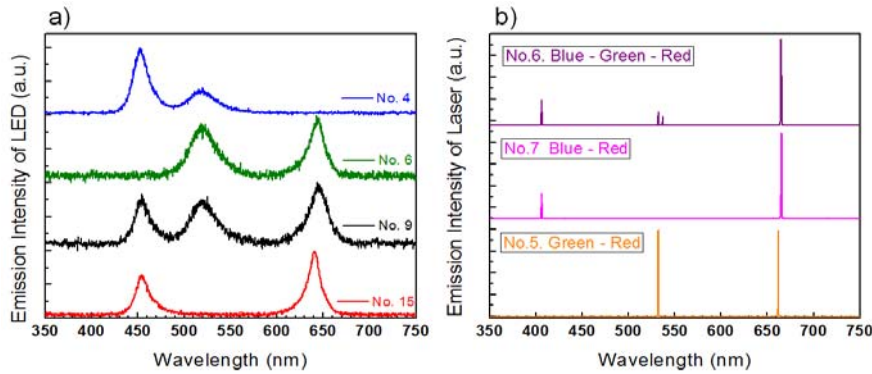 a)
Emission Intensity of LED (a.u.)
No. 4
No. 6
No. 9
No. 15
350 400 450 500 550 600 650 700 750
Wavelength (nm)
b)
Emission Intensity of Laser (a.u.)
No.6. Blue - Green - Red
No.7 Blue - Red
No.5. Green - Red
350 400 450 500 550 600 650 700 750
Wavelength (nm)